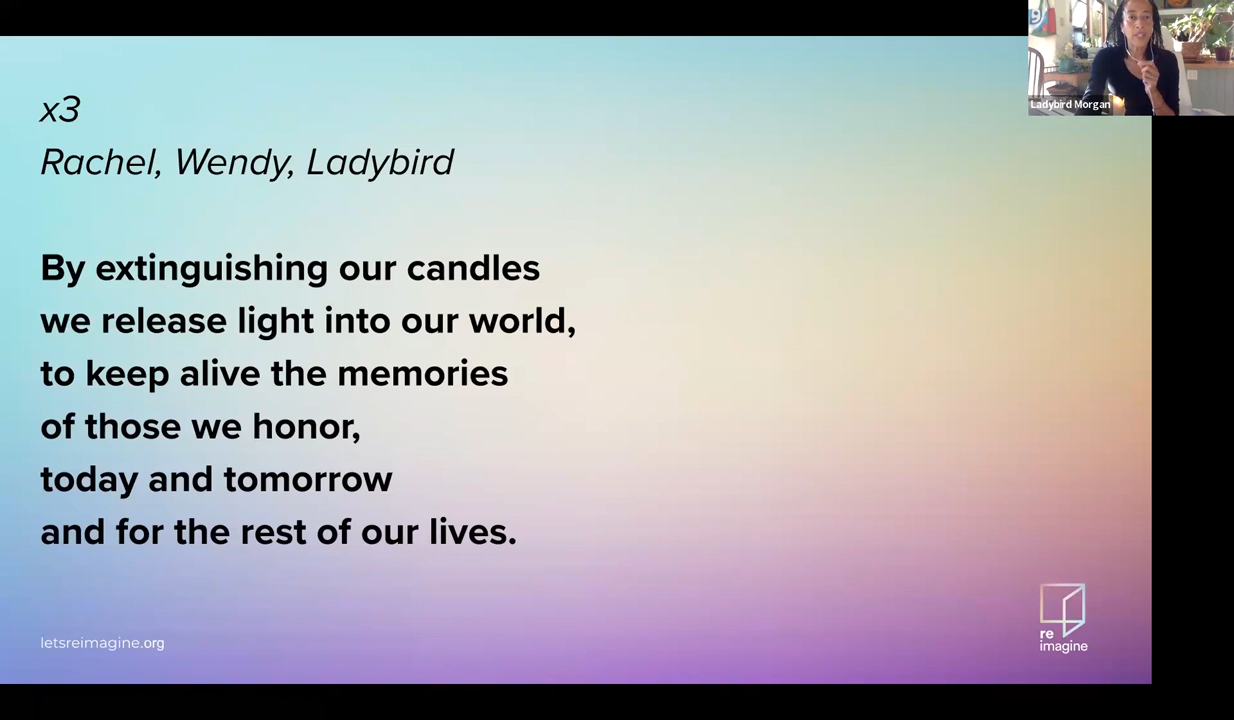 x3
Rachel, Wendy, Ladybird
By extinguishing our candles
we release light into our world,
to keep alive the memories
of those we honor,
today and tomorrow
and for the rest of our lives.
letsreimagine.org
re
imagine
Ladybird Morgan